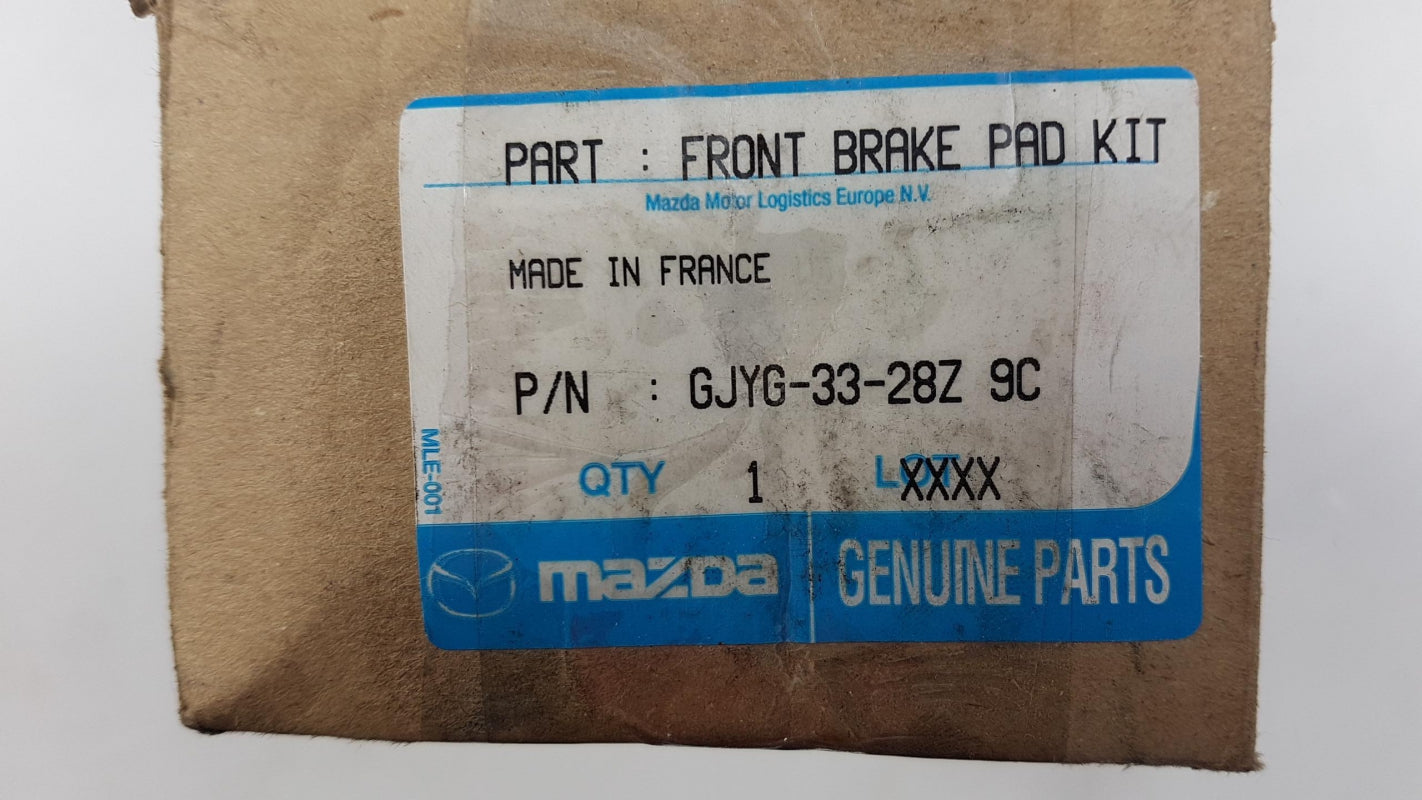 PART : FRONT BRAKE PAD KIT
Mazda Motor Logistics Europe N.V.
MADE IN FRANCE
P/N : GJYG-33-28Z 9C
QTY 1 LOT XXXX
MLE-001
mazda GENUINE PARTS